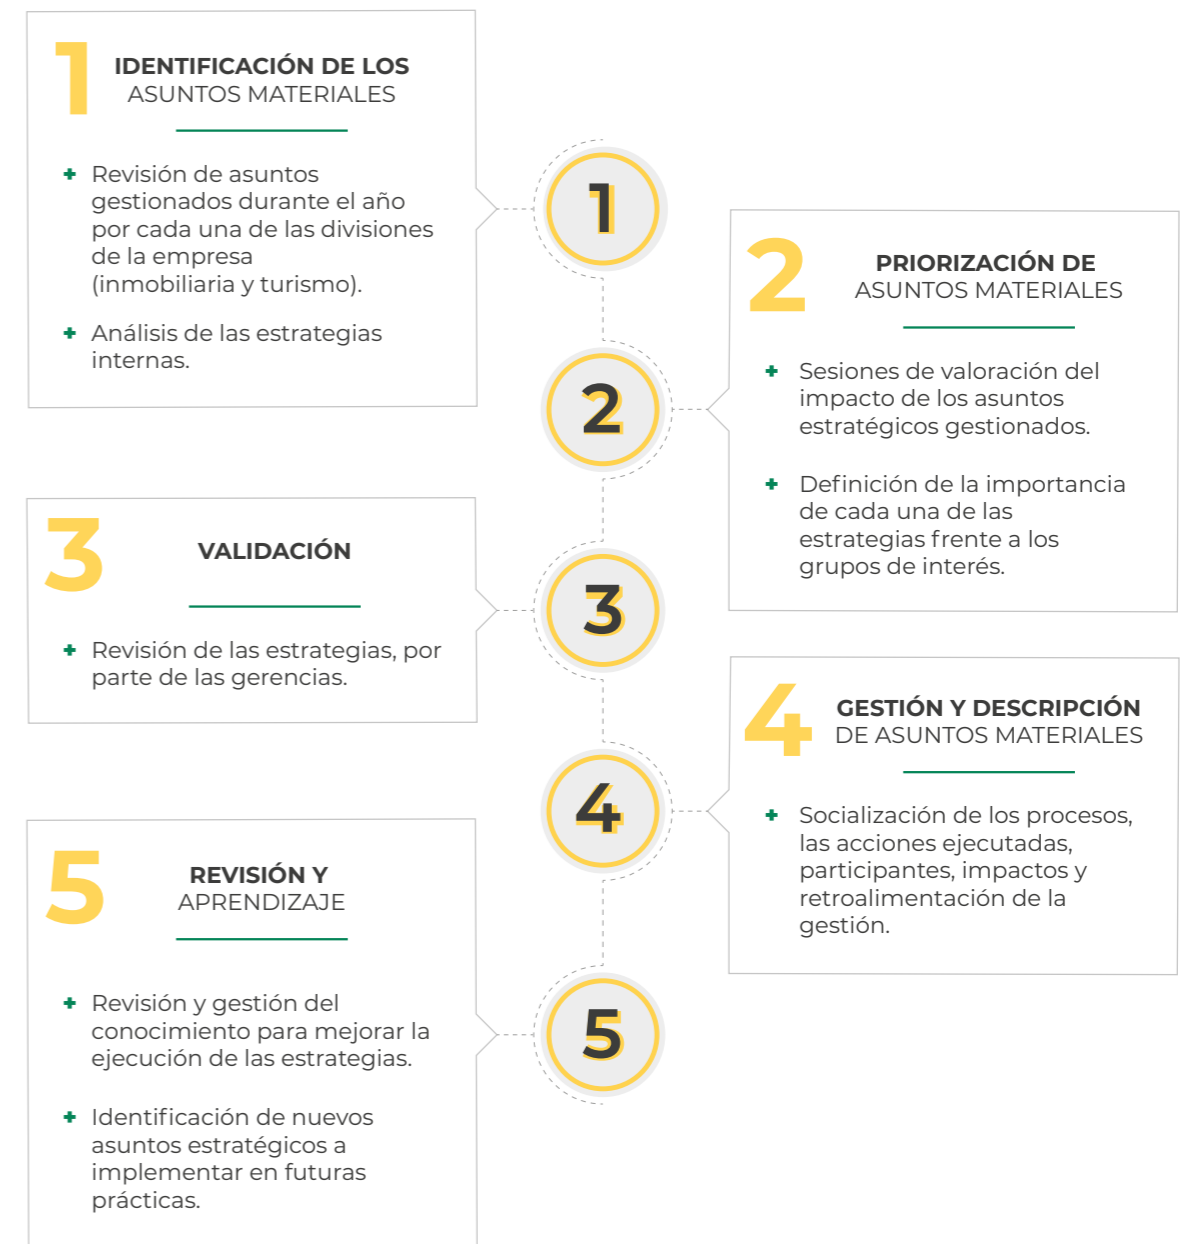 1
IDENTIFICACIÓN DE LOS
ASUNTOS MATERIALES
+ Revisión de asuntos
gestionados durante el año
por cada una de las divisiones
de la empresa
(inmobiliaria y turismo).
+ Análisis de las estrategias
internas.
1
2
PRIORIZACIÓN DE
ASUNTOS MATERIALES
+ Sesiones de valoración del
impacto de los asuntos
estratégicos gestionados.
+ Definición de la importancia
de cada una de las
estrategias frente a los
grupos de interés.
2
3
VALIDACIÓN
+ Revisión de las estrategias, por
parte de las gerencias.
3
4
GESTIÓN Y DESCRIPCIÓN
DE ASUNTOS MATERIALES
+ Socialización de los procesos,
las acciones ejecutadas,
participantes, impactos y
retroalimentación de la
gestión.
4
5
REVISIÓN Y
APRENDIZAJE
+ Revisión y gestión del
conocimiento para mejorar la
ejecución de las estrategias.
+ Identificación de nuevos
asuntos estratégicos a
implementar en futuras
prácticas.
5